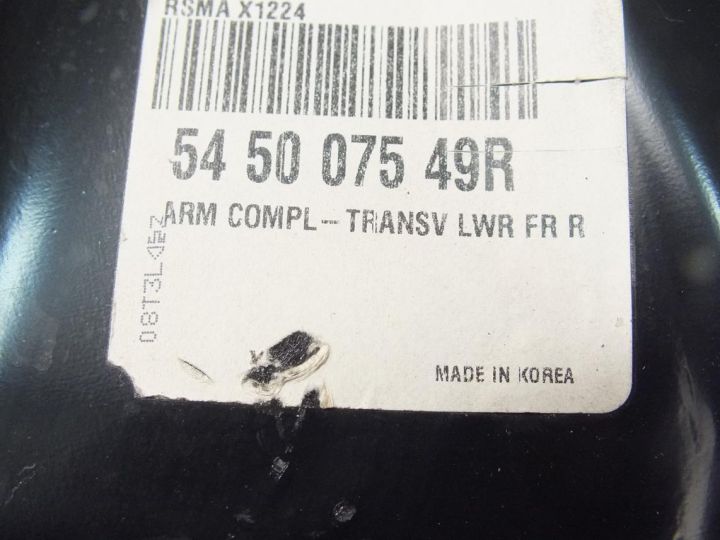 RSMA X1224
54 50 075 49R
ARM COMPL-TRANSV LWR FR R
MADE IN KOREA